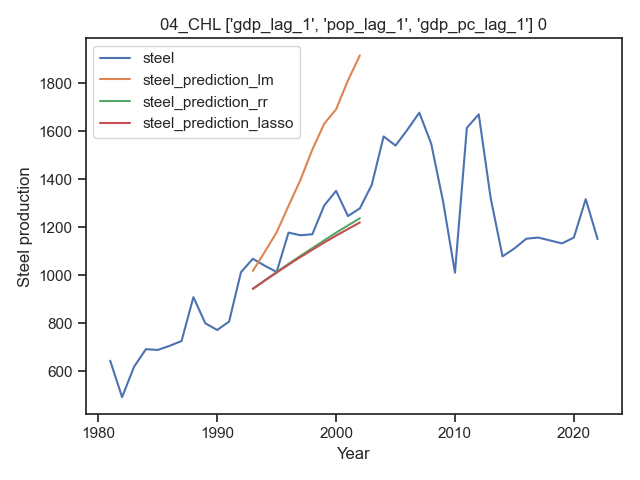 04_CHL ['gdp_lag_1', 'pop_lag_1', 'gdp_pc_lag_1'] 0
steel
steel_prediction_lm
steel_prediction_rr
steel_prediction_lasso
Steel production
1800
1600
1400
1200
1000
800
600
1980
1990
2000
2010
2020
Year